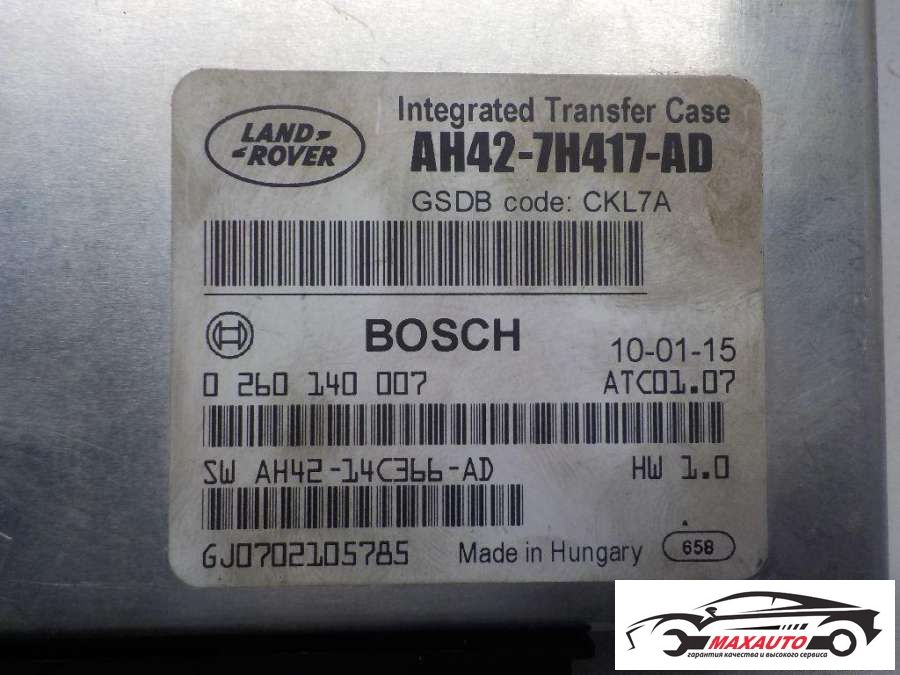 LAND-
-ROVER
Integrated Transfer Case
AH42-7H417-AD
GSDB code: CKL7A
BOSCH
10-01-15
0 260 140 007
ATC01.07
SW AH42-14C366-AD
HW 1.0
GJ0702105785
Made in Hungary
658
MAXAUTO
гарантия качества и высокого сервиса